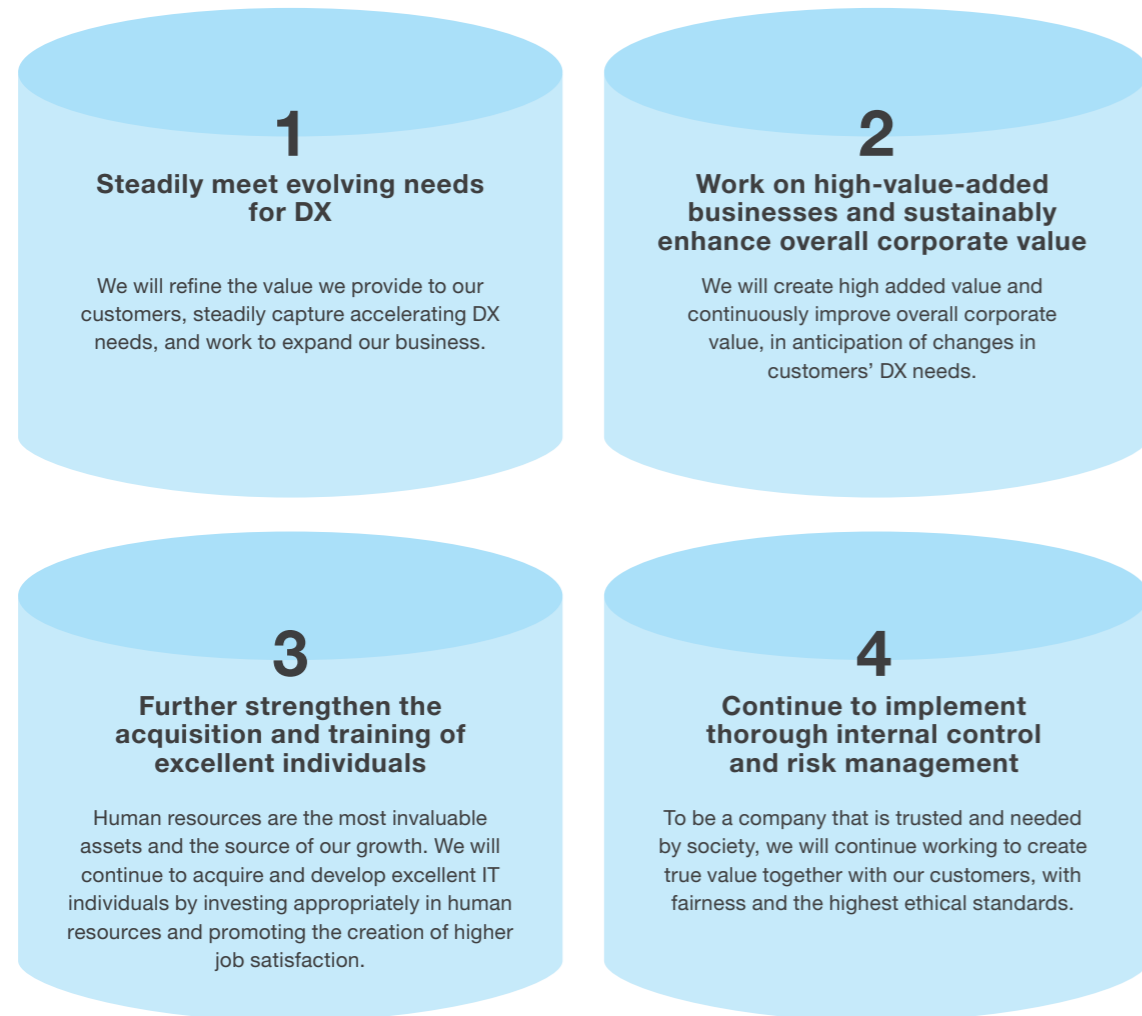 1
Steadily meet evolving needs
for DX
We will refine the value we provide to our
customers, steadily capture accelerating DX
needs, and work to expand our business.
2
Work on high-value-added
businesses and sustainably
enhance overall corporate value
We will create high added value and
continuously improve overall corporate
value, in anticipation of changes in
customers’ DX needs.
3
Further strengthen the
acquisition and training of
excellent individuals
Human resources are the most invaluable
assets and the source of our growth. We will
continue to acquire and develop excellent IT
individuals by investing appropriately in human
resources and promoting the creation of higher
job satisfaction.
4
Continue to implement
thorough internal control
and risk management
To be a company that is trusted and needed
by society, we will continue working to create
true value together with our customers, with
fairness and the highest ethical standards.